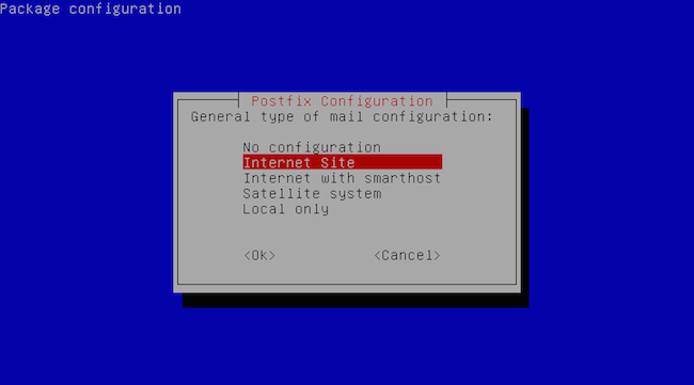 Package configuration
Postfix Configuration
General type of mail configuration:
No configuration
Internet Site
Internet with smarthost
Satellite system
Local only
<Ok> <Cancel>